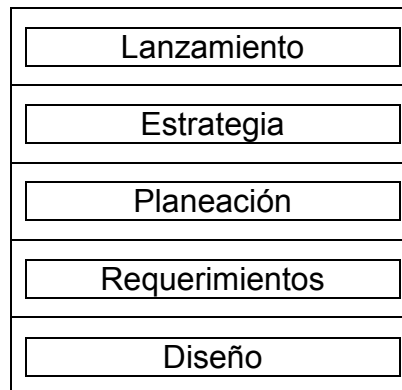 Lanzamiento
Estrategia
Planeación
Requerimientos
Diseño